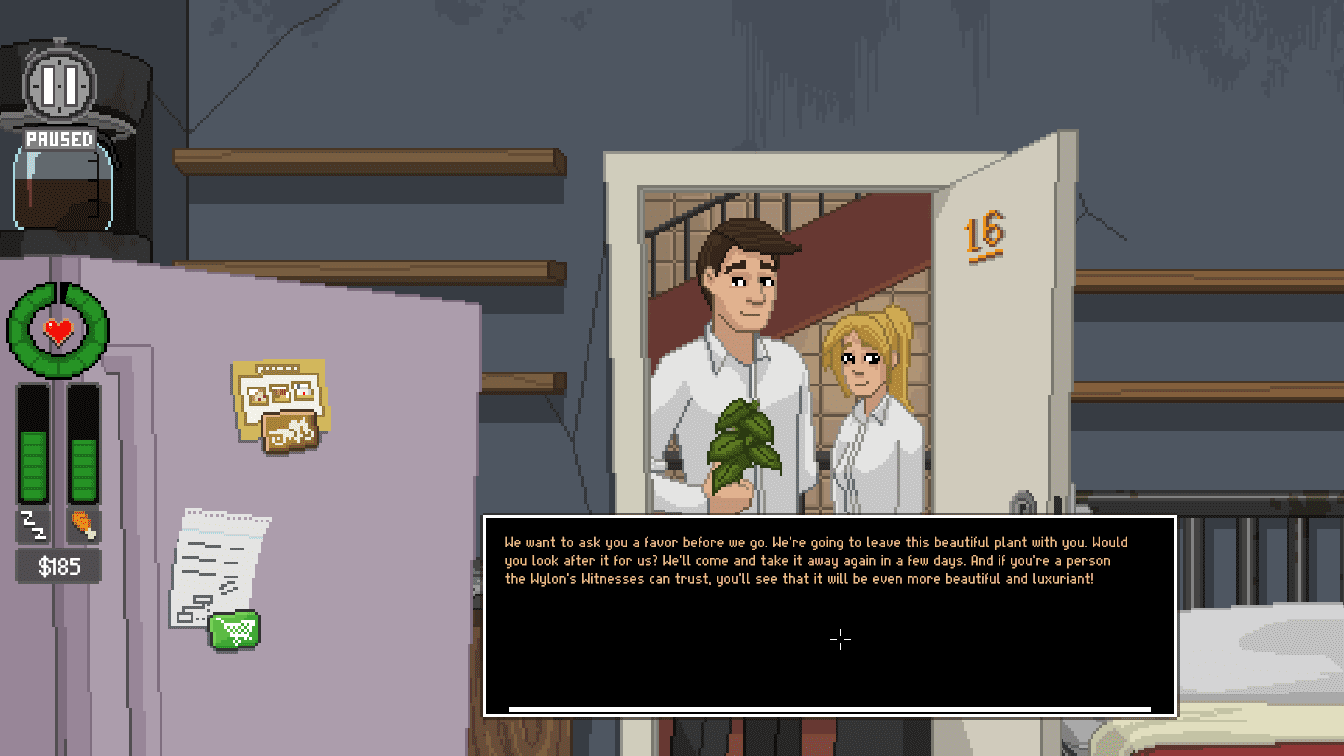 PAUSED
16
$185
We want to ask you a favor before we go. We're going to leave this beautiful plant with you. Would
you look after it for us? We'll come and take it away again in a few days. And if you're a person
the Wylon's Witnesses can trust, you'll see that it will be even more beautiful and luxuriant!